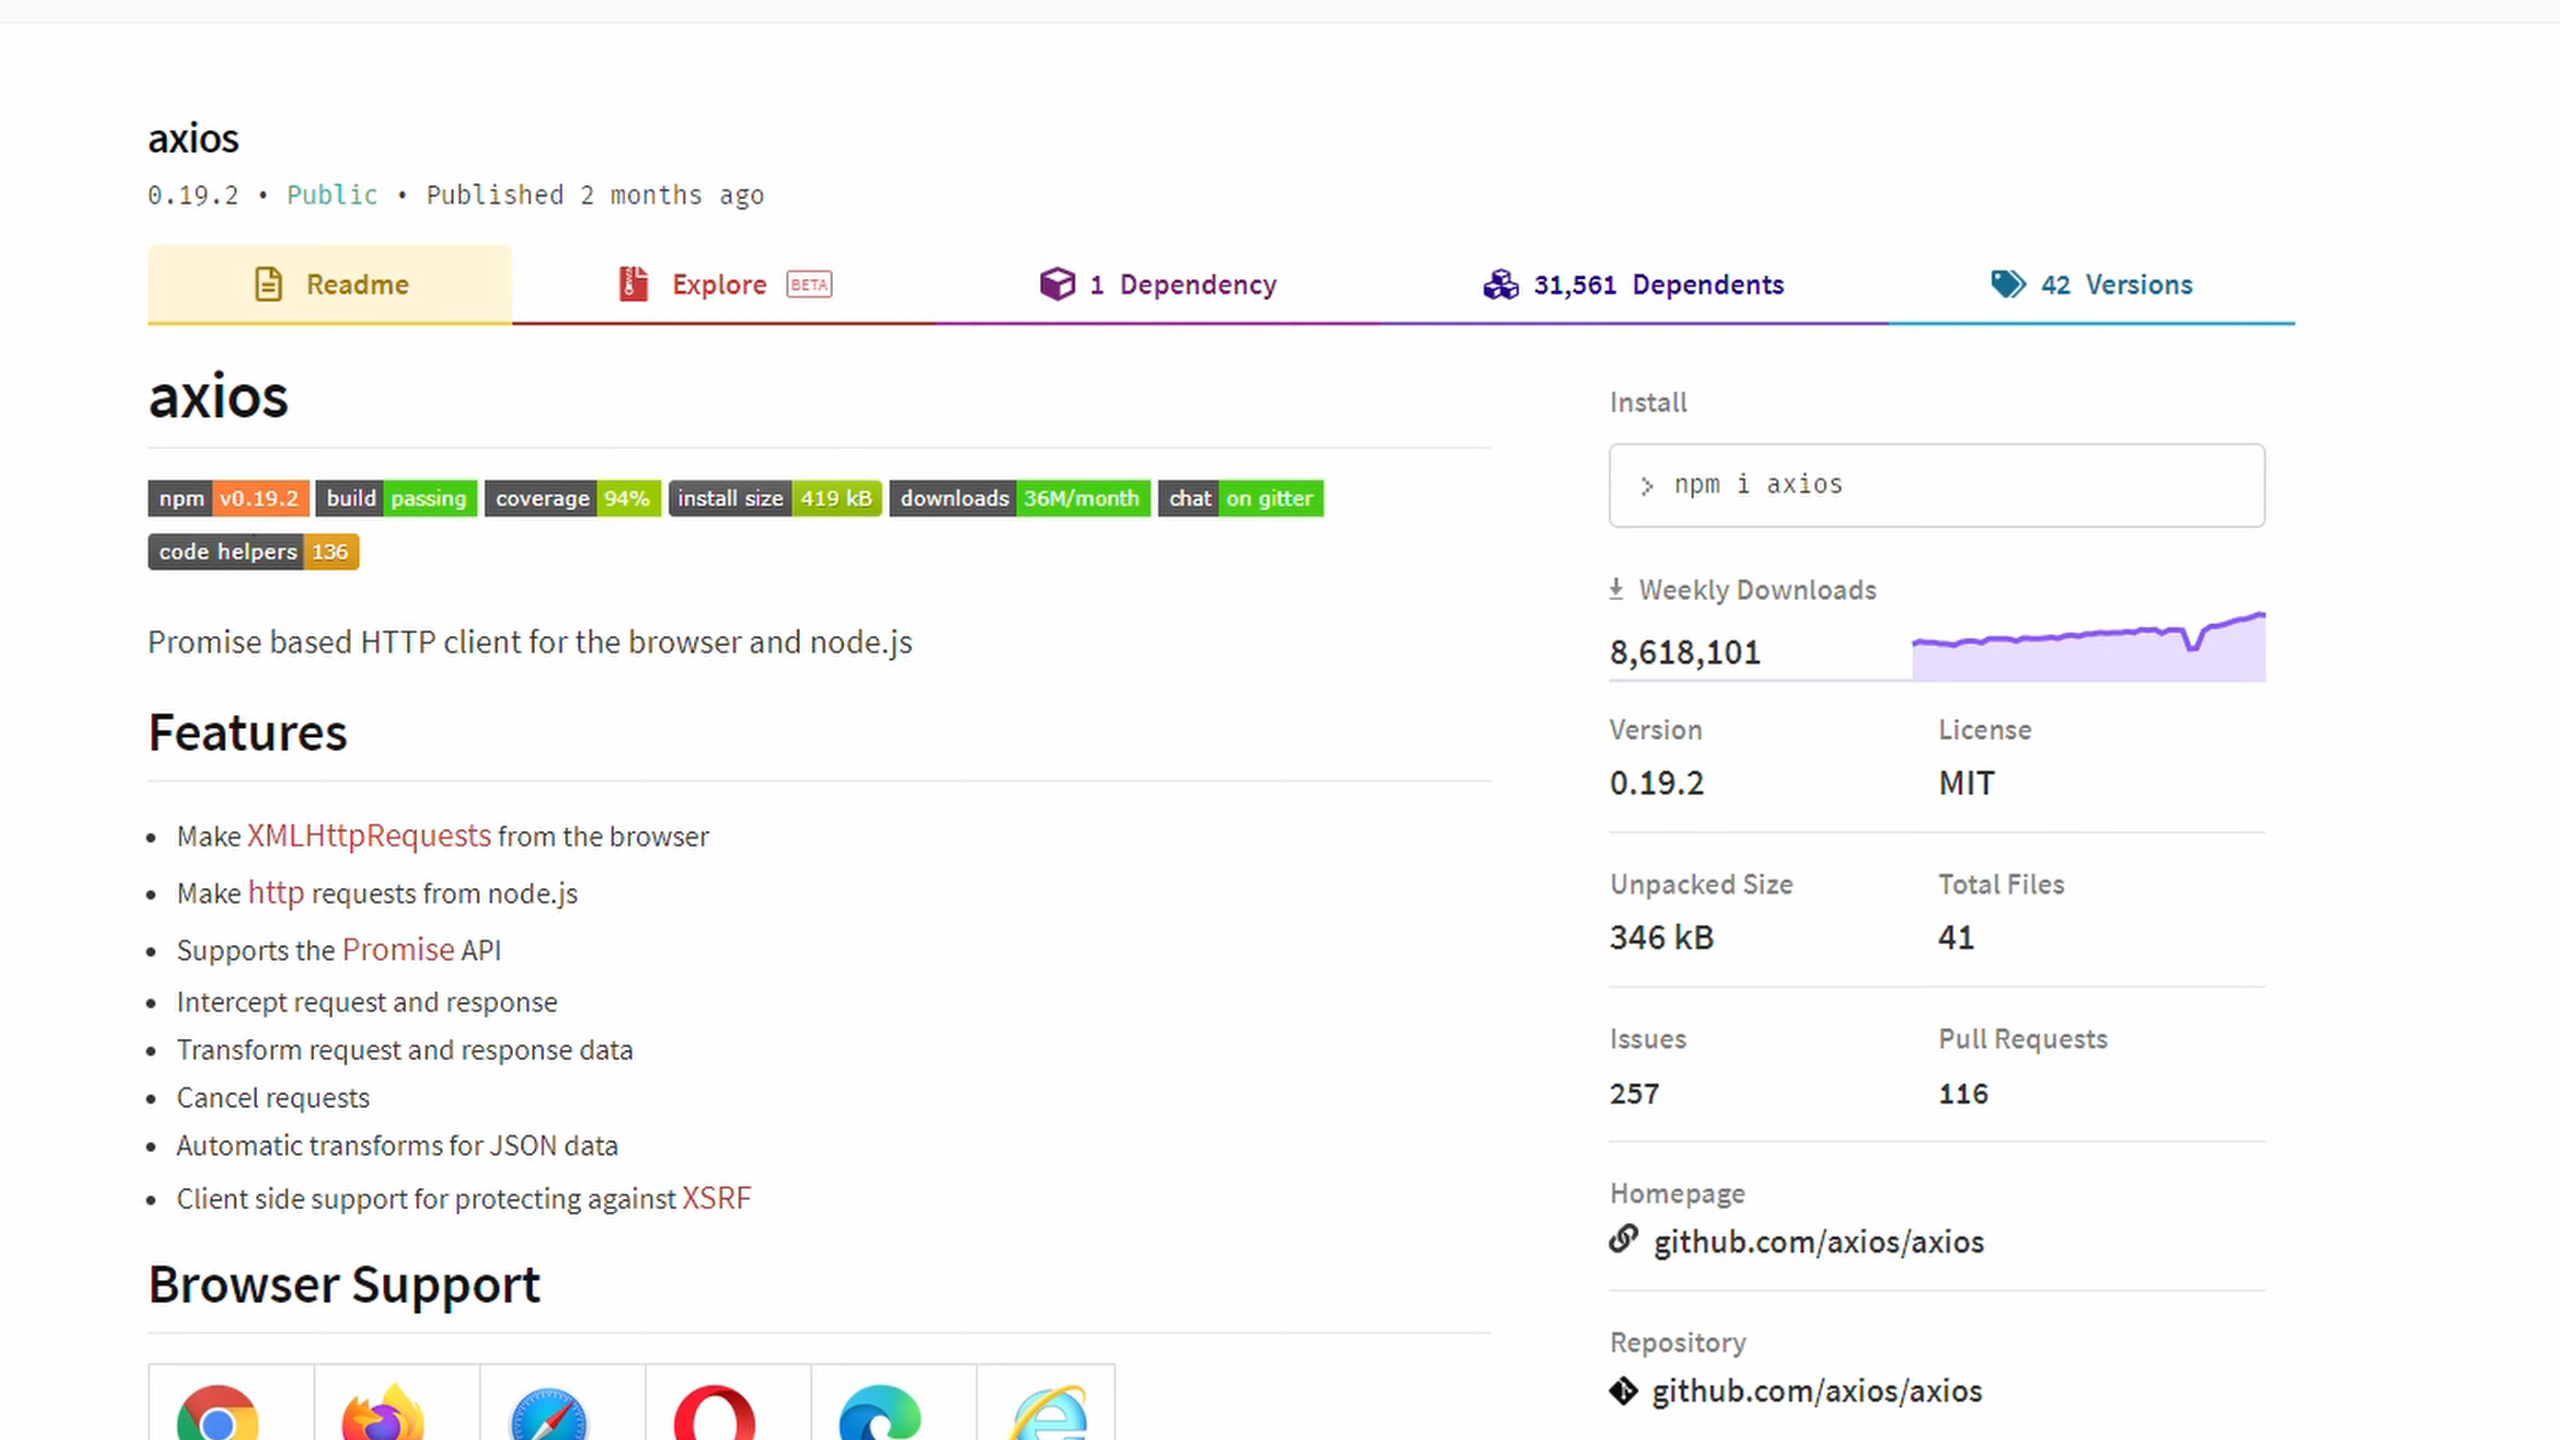 axios
0.19.2 • Public • Published 2 months ago
Readme
Explore BETA
1 Dependency
31,561 Dependents
42 Versions
axios
npm v0.19.2 build passing coverage 94% install size 419 kB downloads 36M/month chat on gitter
code helpers 136
Promise based HTTP client for the browser and node.js
Features
• Make XMLHttpRequests from the browser
• Make http requests from node.js
• Supports the Promise API
• Intercept request and response
• Transform request and response data
• Cancel requests
• Automatic transforms for JSON data
• Client side support for protecting against XSRF
Browser Support
Install
> npm i axios
Weekly Downloads
8,618,101
Version License
0.19.2 MIT
Unpacked Size Total Files
346 kB 41
Issues Pull Requests
257 116
Homepage
github.com/axios/axios
Repository
github.com/axios/axios